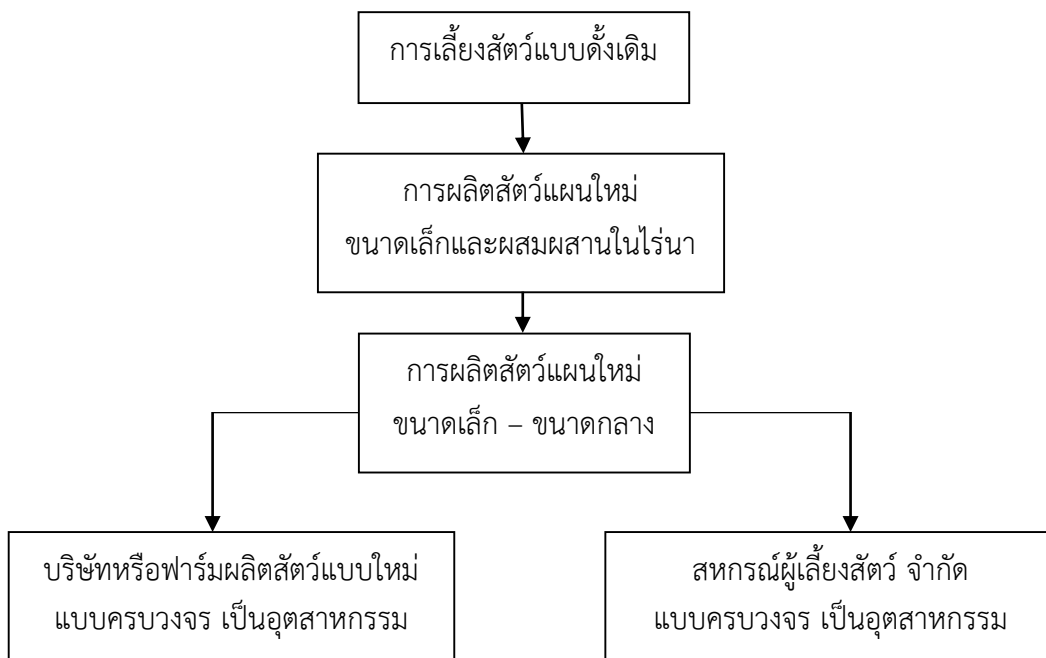 การเลี้ยงสัตว์แบบดั้งเดิม
การผลิตสัตว์แผนใหม่
ขนาดเล็กและผสมผสานในไร่นา
การผลิตสัตว์แผนใหม่
ขนาดเล็ก – ขนาดกลาง
บริษัทหรือฟาร์มผลิตสัตว์แบบใหม่
แบบครบวงจร เป็นอุตสาหกรรม
สหกรณ์ผู้เลี้ยงสัตว์ จำกัด
แบบครบวงจร เป็นอุตสาหกรรม